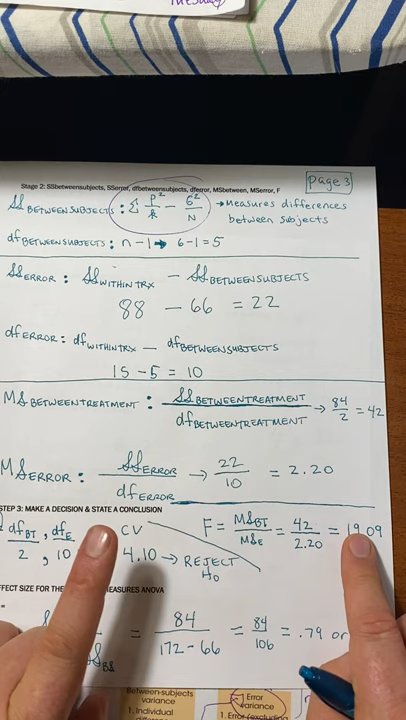 Tuesday
Page 3
Stage 2: SSbetweensubjects, SSerror, dfbetweensubjects, dferror, MSbetween, MSerror, F
SS BETWEEN SUBJECTS : Σ P²/k − G²/N → Measures differences
between subjects
df BETWEEN SUBJECTS : n − 1 → 6 − 1 = 5
SS ERROR : SS WITHIN TRX − SS BETWEEN SUBJECTS
88 − 66 = 22
df ERROR : df WITHIN TRX − df BETWEEN SUBJECTS
15 − 5 = 10
MS BETWEEN TREATMENT : SS BETWEEN TREATMENT / df BETWEEN TREATMENT → 84/2 = 42
MS ERROR : SS ERROR / df ERROR → 22/10 = 2.20
STEP 3: MAKE A DECISION & STATE A CONCLUSION
df BT , df E CV
2 , 10 4.10 → REJECT H₀
F = MS BT / MS E = 42/2.20 = 19.09
EFFECT SIZE FOR THE MEASURES ANOVA
= 84 / 172 − 66 = 84/106 = .79 or
SS BS
Between-subjects
variance
1. Individual
Error
variance
1. Error (excluding